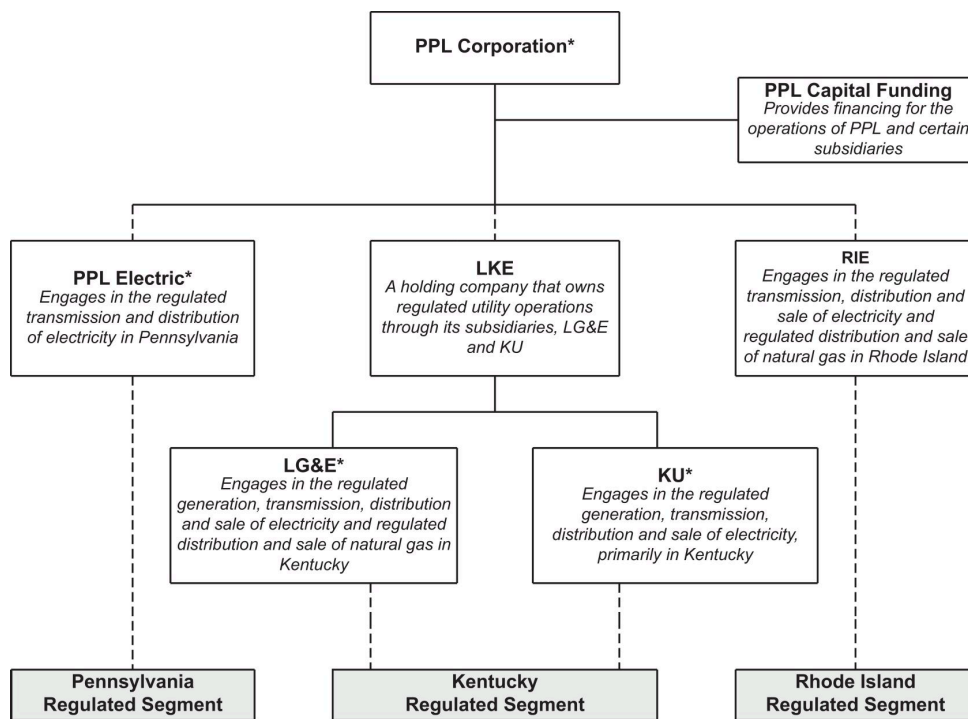 PPL Corporation*
PPL Capital Funding
Provides financing for the
operations of PPL and certain
subsidiaries
PPL Electric*
Engages in the regulated
transmission and distribution
of electricity in Pennsylvania
LKE
A holding company that owns
regulated utility operations
through its subsidiaries, LG&E
and KU
RIE
Engages in the regulated
transmission, distribution and
sale of electricity and
regulated distribution and sale
of natural gas in Rhode Island
LG&E*
Engages in the regulated
generation, transmission, distribution
and sale of electricity and regulated
distribution and sale of natural gas in
Kentucky
KU*
Engages in the regulated
generation, transmission,
distribution and sale of electricity,
primarily in Kentucky
Pennsylvania
Regulated Segment
Kentucky
Regulated Segment
Rhode Island
Regulated Segment